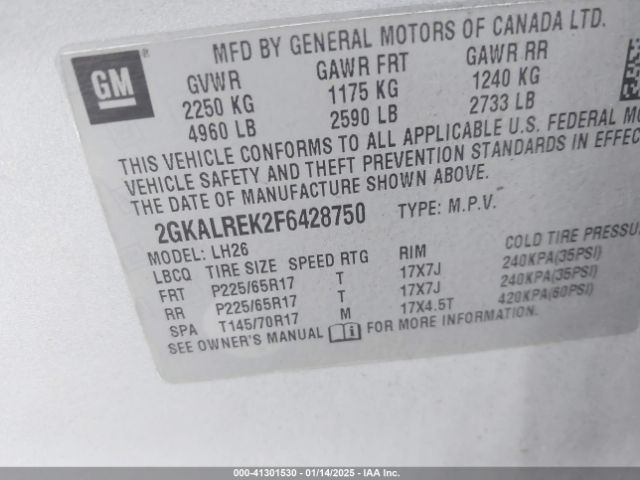 MFD BY GENERAL MOTORS OF CANADA LTD.
GM
GVWR GAWR FRT GAWR RR
2250 KG 1175 KG 1240 KG
4960 LB 2590 LB 2733 LB
THIS VEHICLE CONFORMS TO ALL APPLICABLE U.S. FEDERAL MO
VEHICLE SAFETY AND THEFT PREVENTION STANDARDS IN EFFEC
THE DATE OF MANUFACTURE SHOWN ABOVE.
2GKALREK2F6428750 TYPE: M.P.V.
MODEL: LH26
LBCQ TIRE SIZE SPEED RTG RIM COLD TIRE PRESSU
FRT P225/65R17 T 17X7J 240KPA(35PSI)
RR P225/65R17 T 17X7J 240KPA(35PSI)
SPA T145/70R17 M 17X4.5T 420KPA(60PSI)
SEE OWNER'S MANUAL FOR MORE INFORMATION.
000-41301530 - 01/14/2025 - IAA Inc.